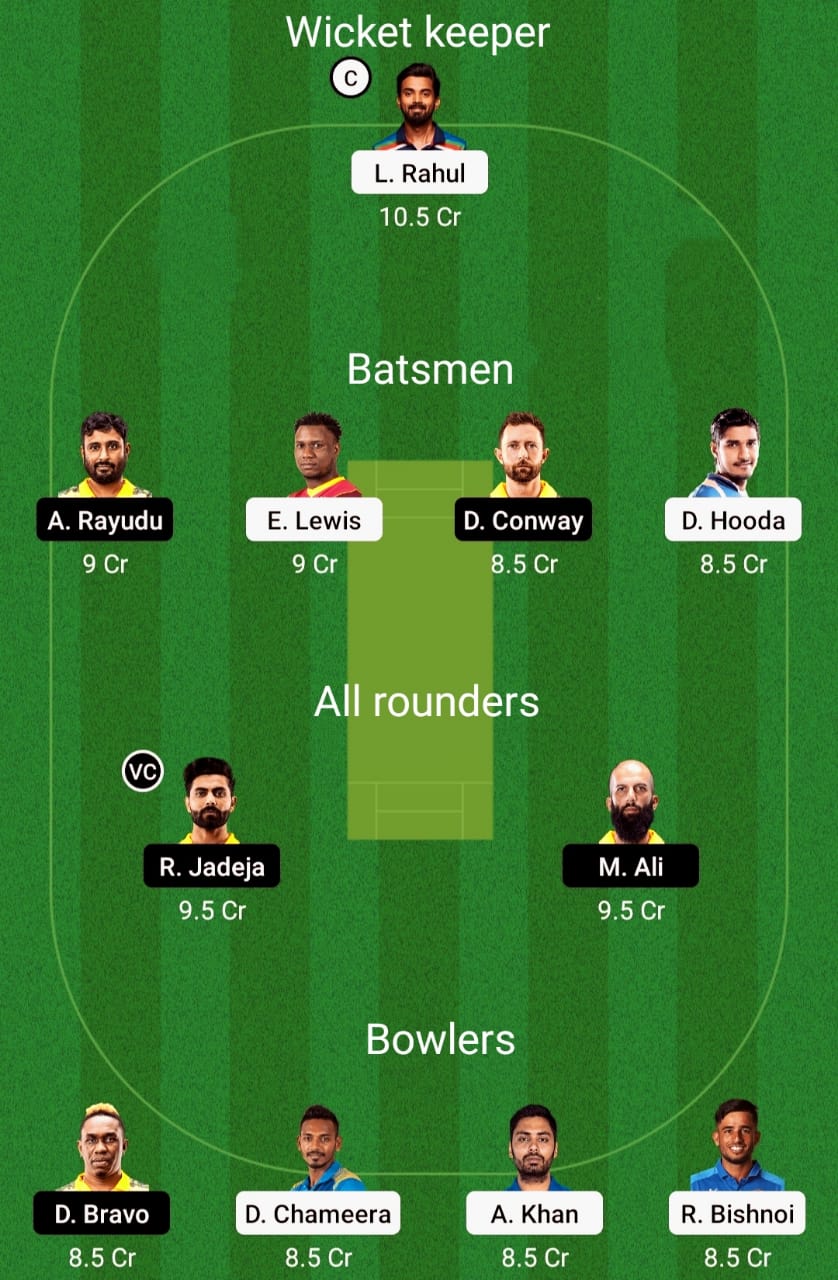 Wicket keeper
C
L. Rahul
10.5 Cr
Batsmen
A. Rayudu
E. Lewis
D. Conway
D. Hooda
9 Cr
9 Cr
8.5 Cr
8.5 Cr
All rounders
VC
R. Jadeja
M. Ali
9.5 Cr
9.5 Cr
Bowlers
D. Bravo
D. Chameera
A. Khan
R. Bishnoi
8.5 Cr
8.5 Cr
8.5 Cr
8.5 Cr